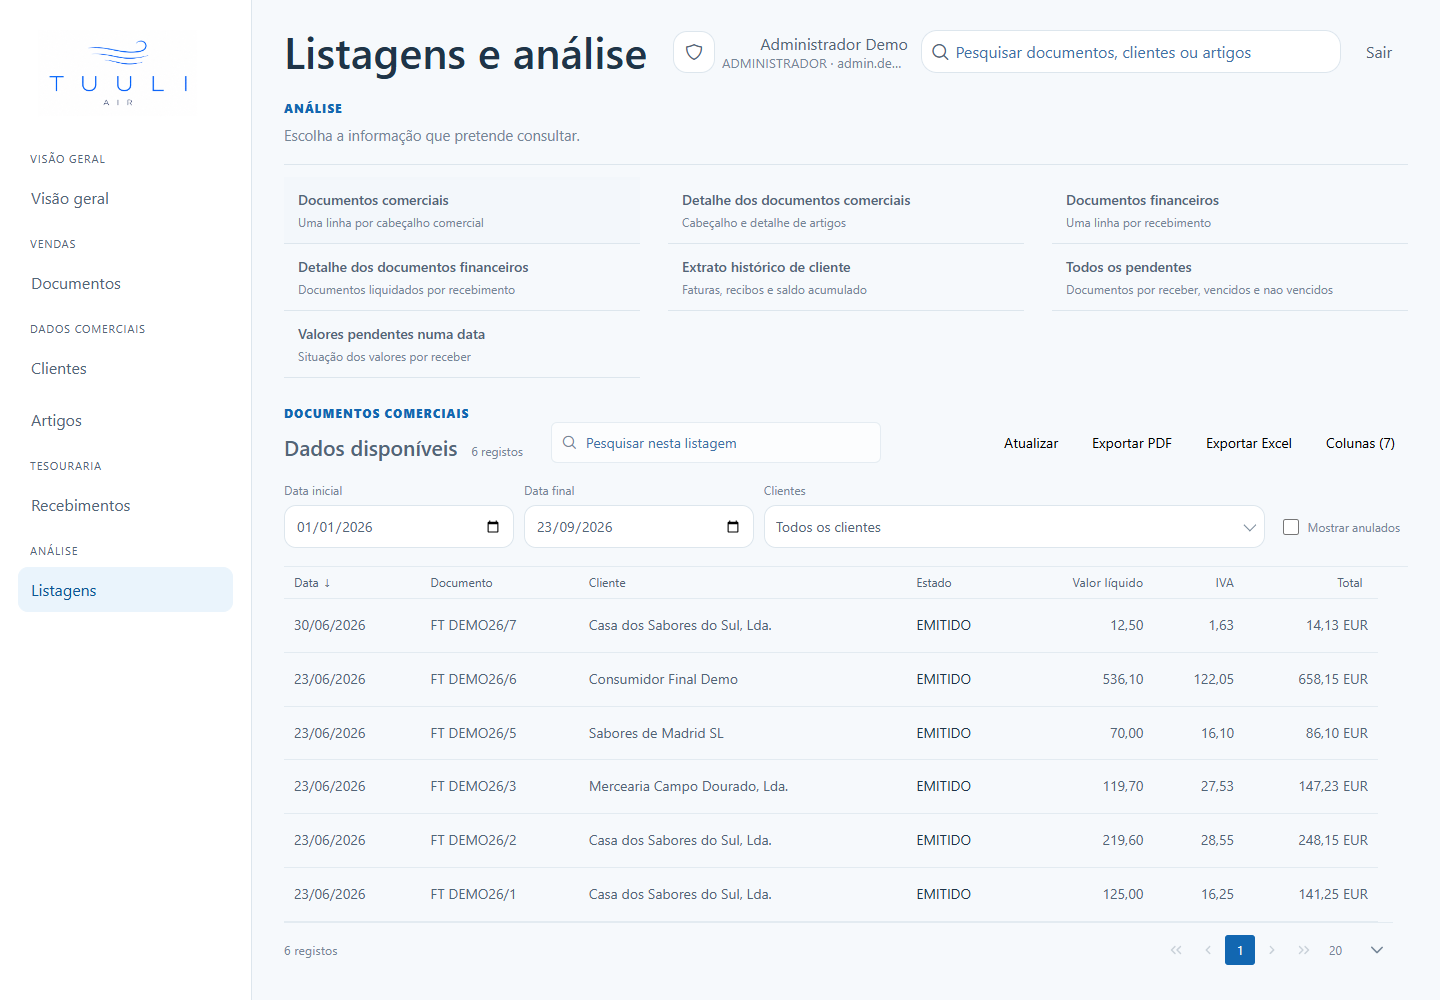 TUULI
AIR
VISÃO GERAL
Visão geral
VENDAS
Documentos
DADOS COMERCIAIS
Clientes
Artigos
TESOURARIA
Recebimentos
ANÁLISE
Listagens
Listagens e análise
Administrador Demo
ADMINISTRADOR · admin.de...
Pesquisar documentos, clientes ou artigos
Sair
ANÁLISE
Escolha a informação que pretende consultar.
Documentos comerciais
Uma linha por cabeçalho comercial
Detalhe dos documentos comerciais
Cabeçalho e detalhe de artigos
Documentos financeiros
Uma linha por recebimento
Detalhe dos documentos financeiros
Documentos liquidados por recebimento
Extrato histórico de cliente
Faturas, recibos e saldo acumulado
Todos os pendentes
Documentos por receber, vencidos e nao vencidos
Valores pendentes numa data
Situação dos valores por receber
DOCUMENTOS COMERCIAIS
Dados disponíveis 6 registos
Pesquisar nesta listagem
Atualizar Exportar PDF Exportar Excel Colunas (7)
Data inicial Data final Clientes
01/01/2026 23/09/2026 Todos os clientes Mostrar anulados
Data ↓ Documento Cliente Estado Valor líquido IVA Total
30/06/2026 FT DEMO26/7 Casa dos Sabores do Sul, Lda. EMITIDO 12,50 1,63 14,13 EUR
23/06/2026 FT DEMO26/6 Consumidor Final Demo EMITIDO 536,10 122,05 658,15 EUR
23/06/2026 FT DEMO26/5 Sabores de Madrid SL EMITIDO 70,00 16,10 86,10 EUR
23/06/2026 FT DEMO26/3 Mercearia Campo Dourado, Lda. EMITIDO 119,70 27,53 147,23 EUR
23/06/2026 FT DEMO26/2 Casa dos Sabores do Sul, Lda. EMITIDO 219,60 28,55 248,15 EUR
23/06/2026 FT DEMO26/1 Casa dos Sabores do Sul, Lda. EMITIDO 125,00 16,25 141,25 EUR
6 registos
1
20